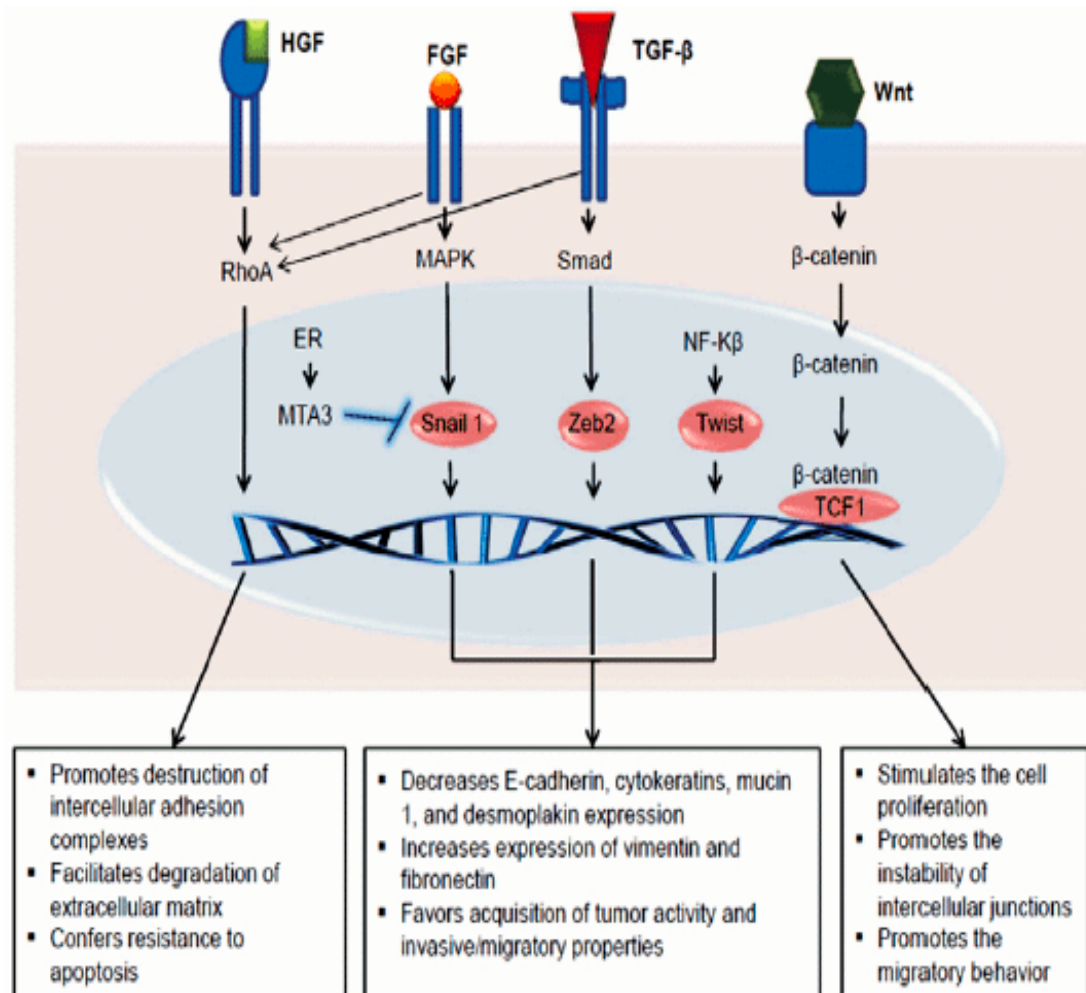 HGF
FGF
TGF-β
Wnt
RhoA
MAPK
Smad
β-catenin
ER
NF-Kβ
β-catenin
MTA3
Snail 1
Zeb2
Twist
β-catenin
TCF1
▪ Promotes destruction of
intercellular adhesion
complexes
▪ Facilitates degradation of
extracellular matrix
▪ Confers resistance to
apoptosis
▪ Decreases E-cadherin, cytokeratins, mucin
1, and desmoplakin expression
▪ Increases expression of vimentin and
fibronectin
▪ Favors acquisition of tumor activity and
invasive/migratory properties
▪ Stimulates the cell
proliferation
▪ Promotes the
instability of
intercellular junctions
▪ Promotes the
migratory behavior